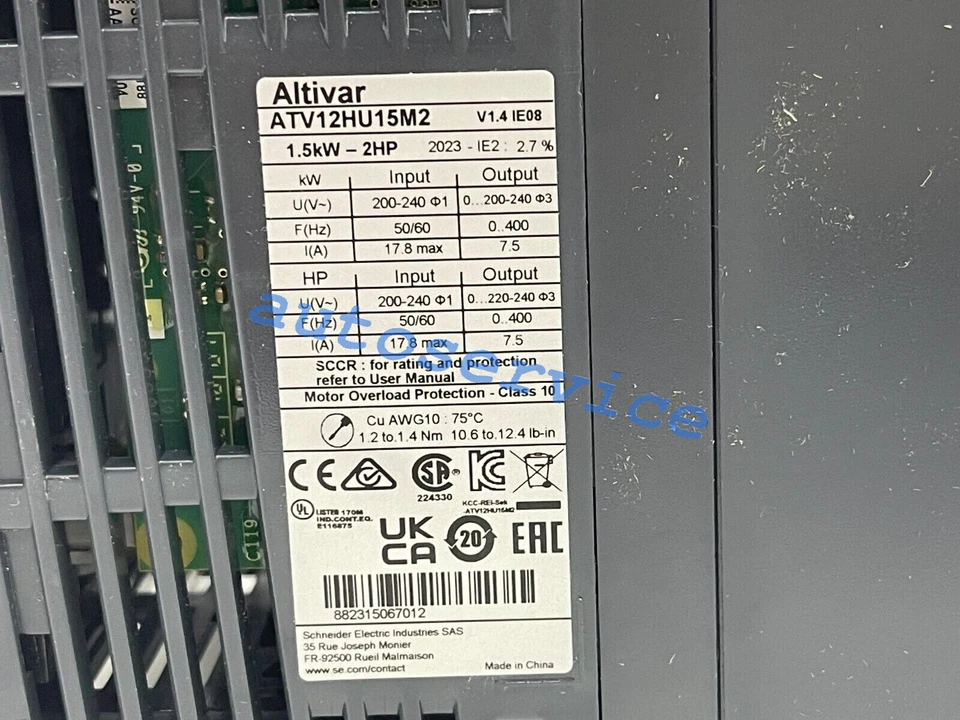 Altivar
ATV12HU15M2 V1.4 IE08
1.5kW – 2HP 2023 - IE2 : 2.7 %
kW Input Output
U(V~) 200-240 Φ1 0...200-240 Φ3
F(Hz) 50/60 0..400
I(A) 17.8 max 7.5
HP Input Output
U(V~) 200-240 Φ1 0...220-240 Φ3
F(Hz) 50/60 0..400
I(A) 17.8 max 7.5
SCCR : for rating and protection
refer to User Manual
Motor Overload Protection - Class 10
Cu AWG10 : 75°C
1.2 to.1.4 Nm 10.6 to.12.4 lb-in
CE SA KC
224330
KCC-REI-Sek
-ATV12HU15M2
UL LISTED 170M
IND.CONT.EQ.
E116875
UK
CA
20
EAC
882315067012
Schneider Electric Industries SAS
35 Rue Joseph Monier
FR-92500 Rueil Malmaison
www.se.com/contact Made in China
94V-0
C119
autoservice